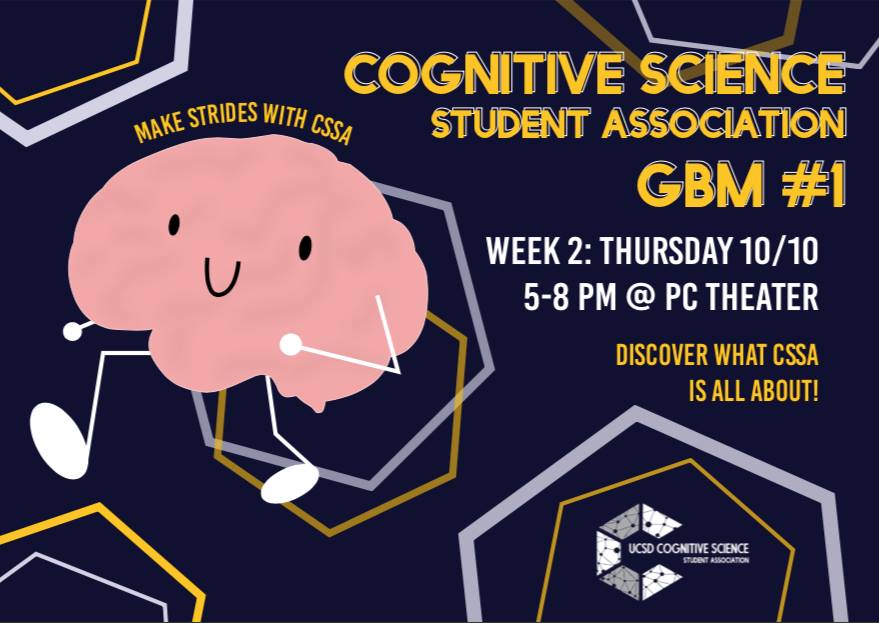 COGNITIVE SCIENCE
STUDENT ASSOCIATION
GBM #1
MAKE STRIDES WITH CSSA
WEEK 2: THURSDAY 10/10
5-8 PM @ PC THEATER
DISCOVER WHAT CSSA
IS ALL ABOUT!
UCSD COGNITIVE SCIENCE
STUDENT ASSOCIATION